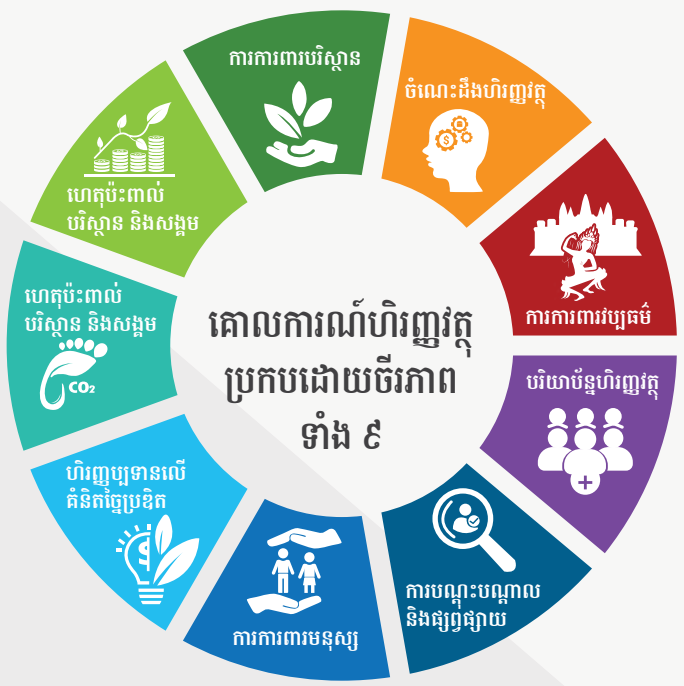 គោលការណ៍ហិរញ្ញវត្ថុ
ប្រកបដោយចីរភាព
ទាំង ៩
ការការពារបរិស្ថាន
ចំណេះដឹងហិរញ្ញវត្ថុ
ការការពារវប្បធម៌
បរិយាប័ន្នហិរញ្ញវត្ថុ
ការបណ្តុះបណ្តាល
និងផ្សព្វផ្សាយ
ការការពារមនុស្ស
ហិរញ្ញប្បទានលើ
គំនិតច្នៃប្រឌិត
ហេតុប៉ះពាល់
បរិស្ថាន និងសង្គម
CO₂
ហេតុប៉ះពាល់
បរិស្ថាន និងសង្គម